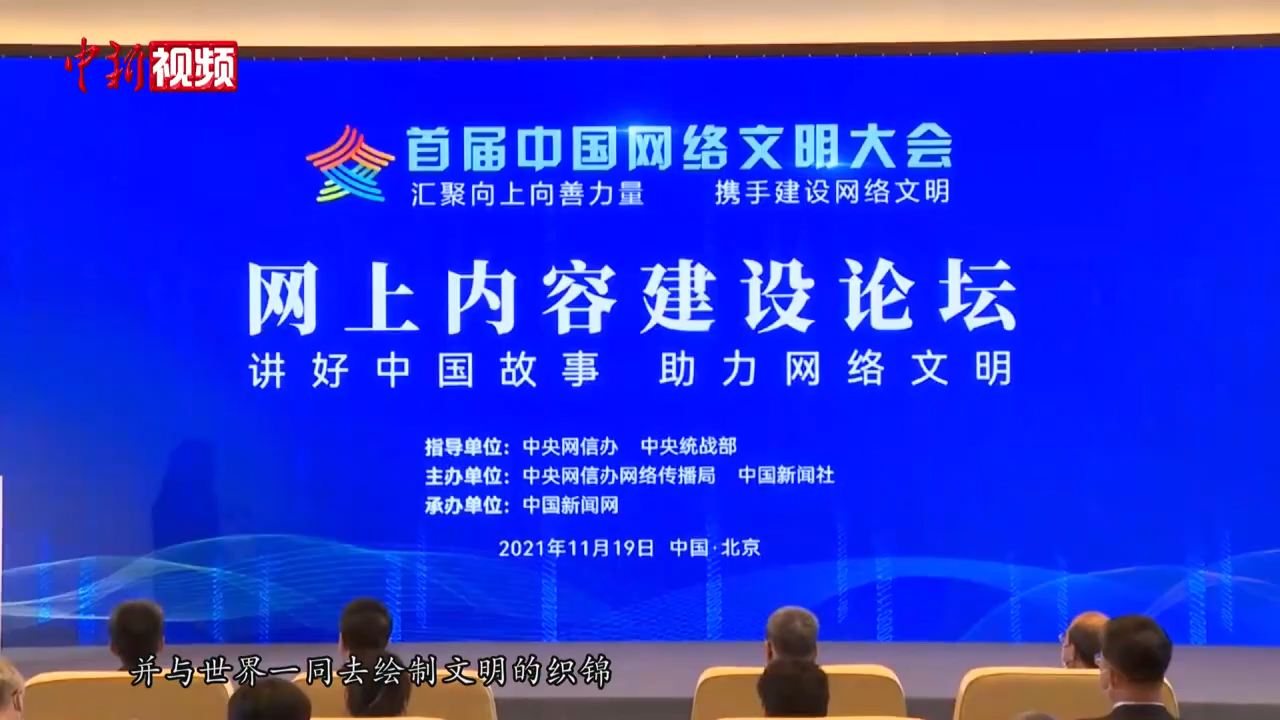 中新视频
首届中国网络文明大会
汇聚向上向善力量 携手建设网络文明
网上内容建设论坛
讲好中国故事 助力网络文明
指导单位：中央网信办 中央统战部
主办单位：中央网信办网络传播局 中国新闻社
承办单位：中国新闻网
2021年11月19日 中国·北京
并与世界一同去绘制文明的织锦